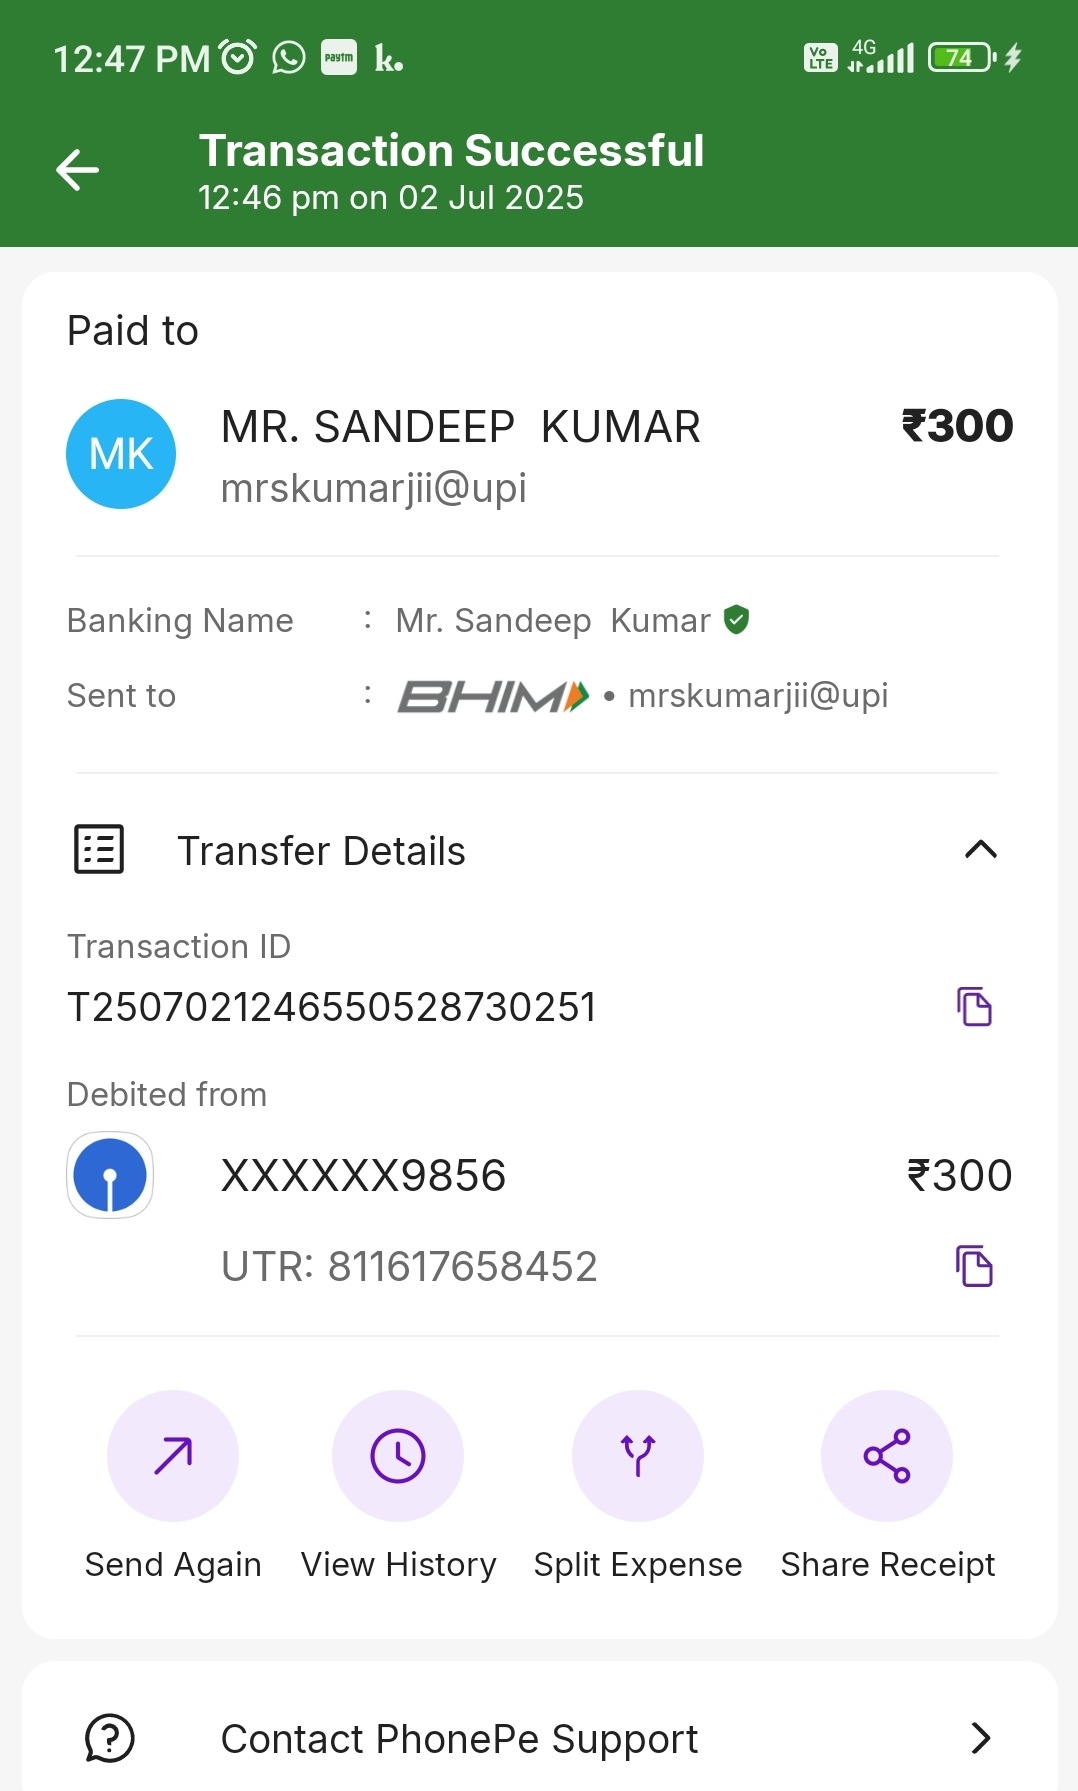 12:47 PM paytm k. Vo LTE 4G 74
Transaction Successful
12:46 pm on 02 Jul 2025
Paid to
MK MR. SANDEEP KUMAR ₹300
mrskumarjii@upi
Banking Name : Mr. Sandeep Kumar
Sent to : BHIM • mrskumarjii@upi
Transfer Details
Transaction ID
T2507021246550528730251
Debited from
XXXXXX9856 ₹300
UTR: 811617658452
Send Again View History Split Expense Share Receipt
Contact PhonePe Support